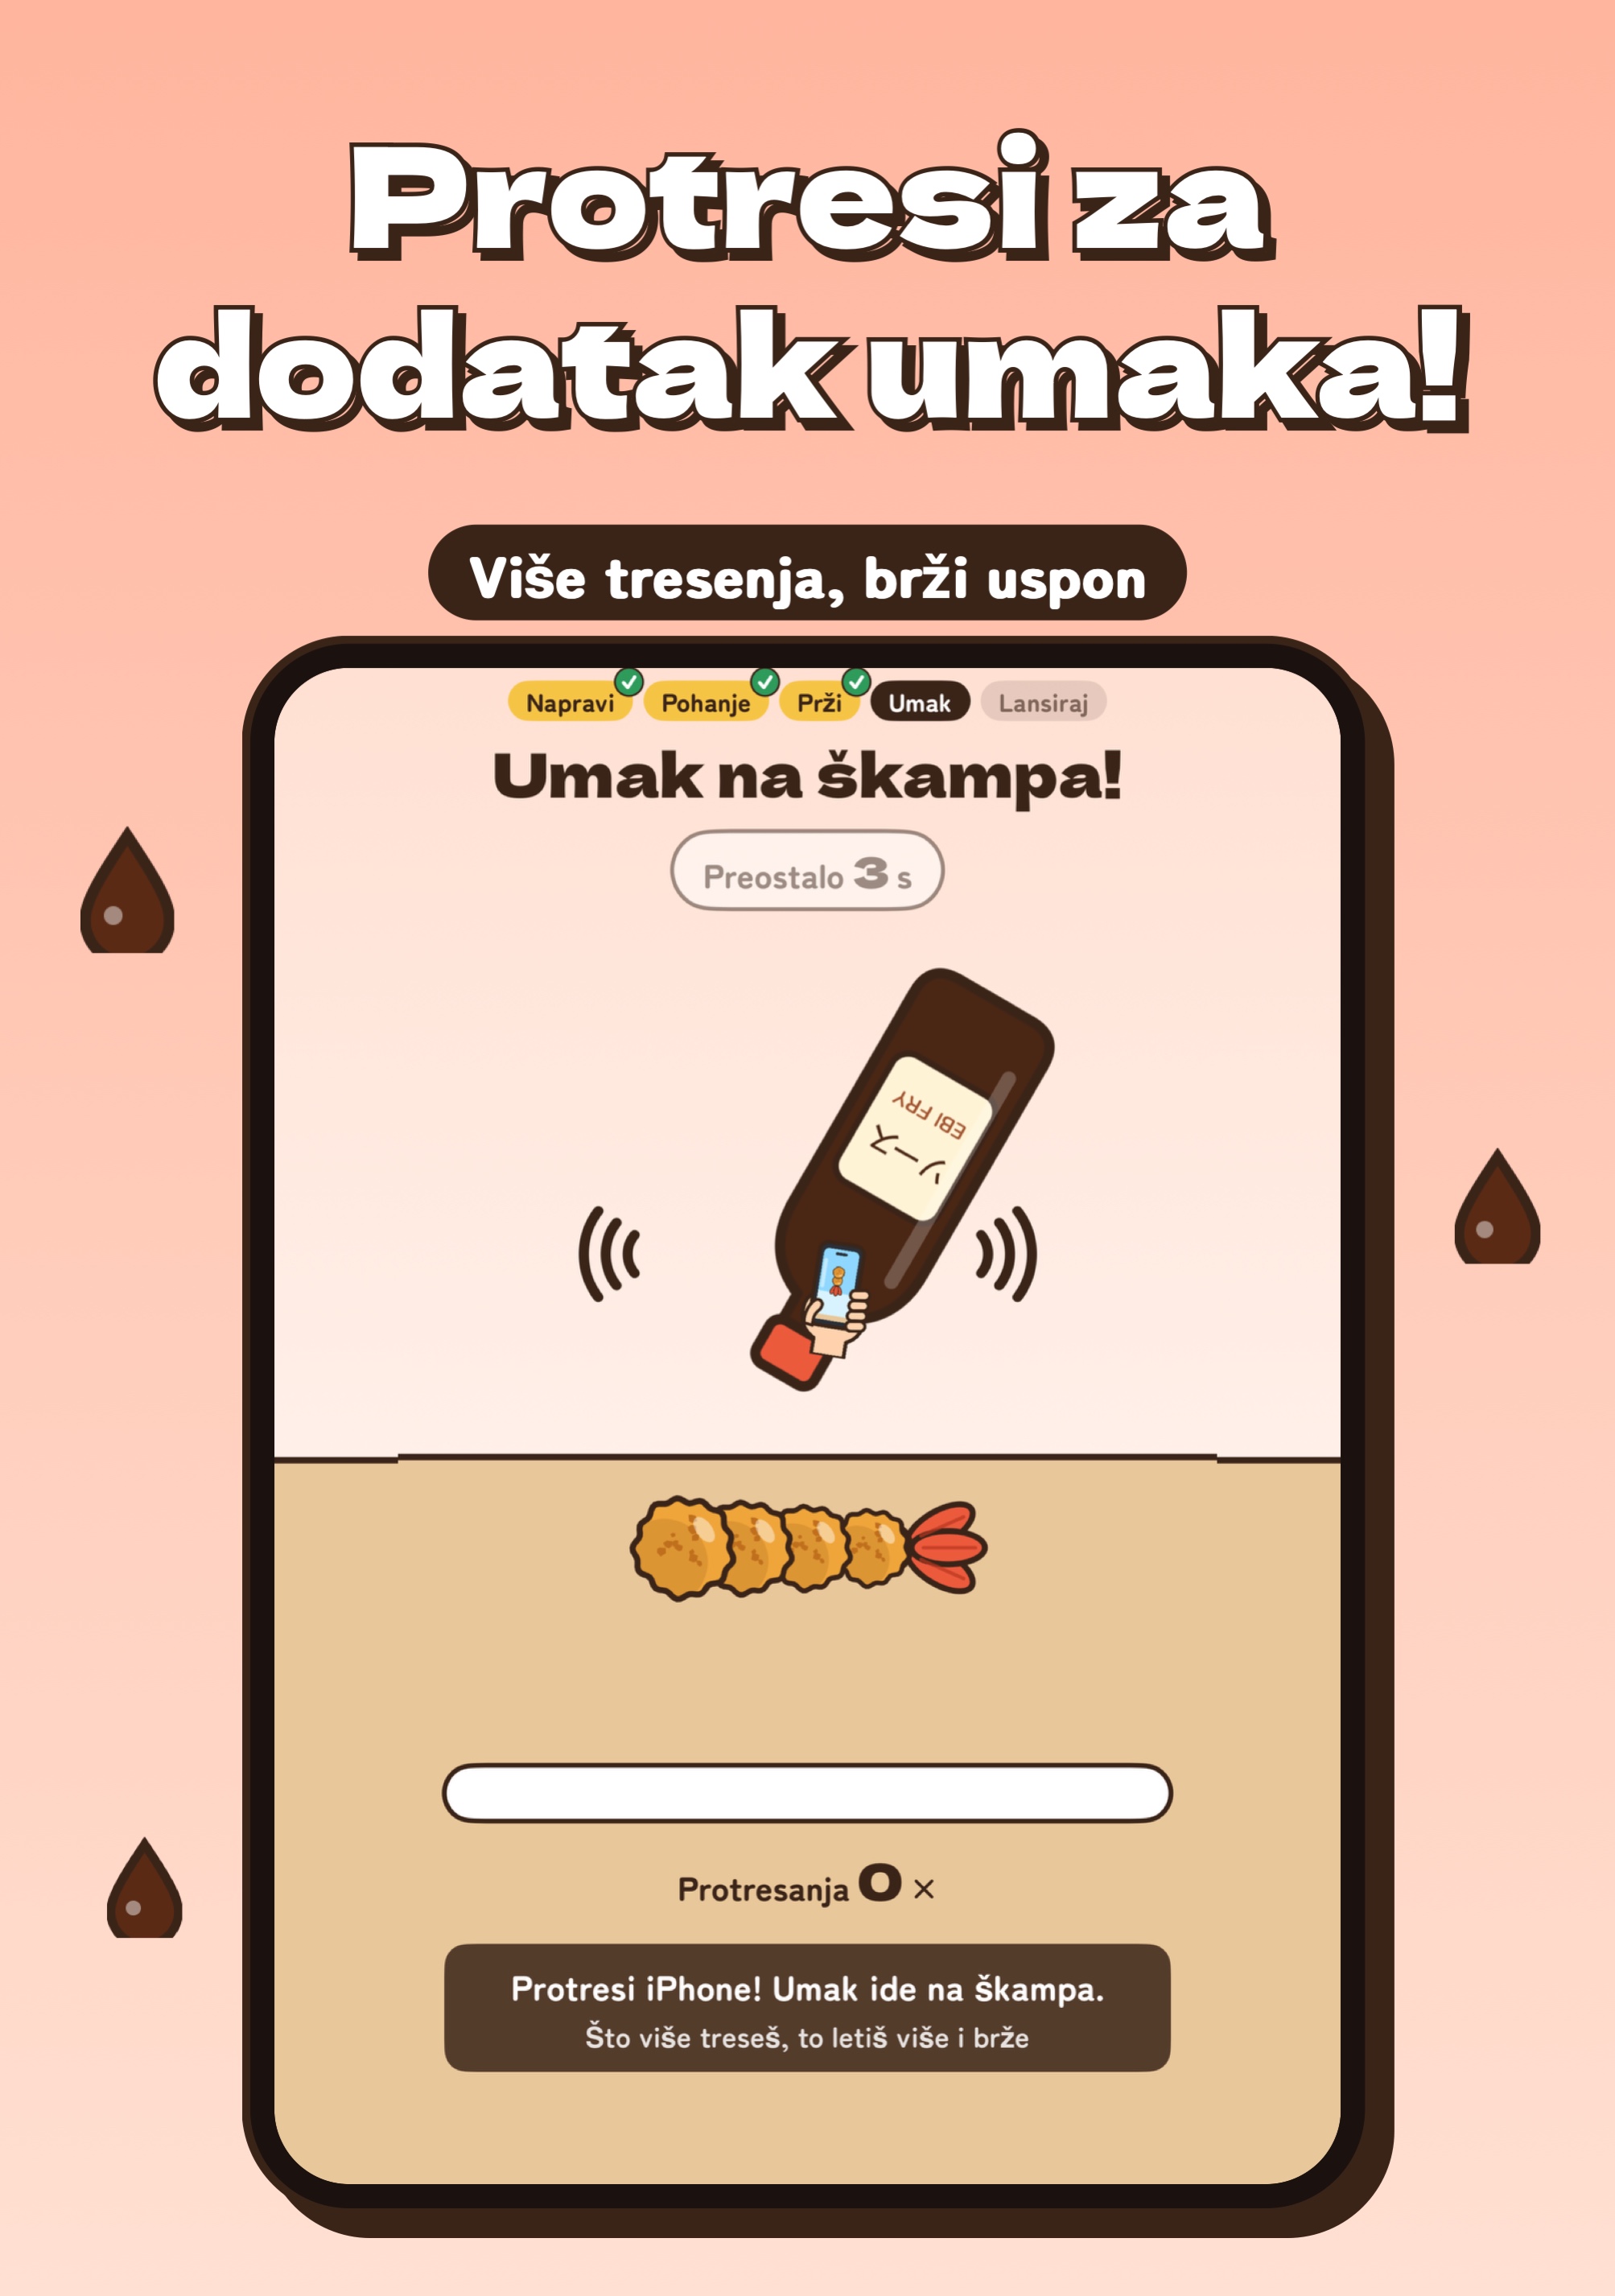 Protresi za
dodatak umaka!
Više tresenja, brži uspon
Napravi Pohanje Prži Umak Lansiraj
Umak na škampa!
Preostalo 3 s
EBI FRY
ソース
Protresanja 0 ×
Protresi iPhone! Umak ide na škampa.
Što više treseš, to letiš više i brže